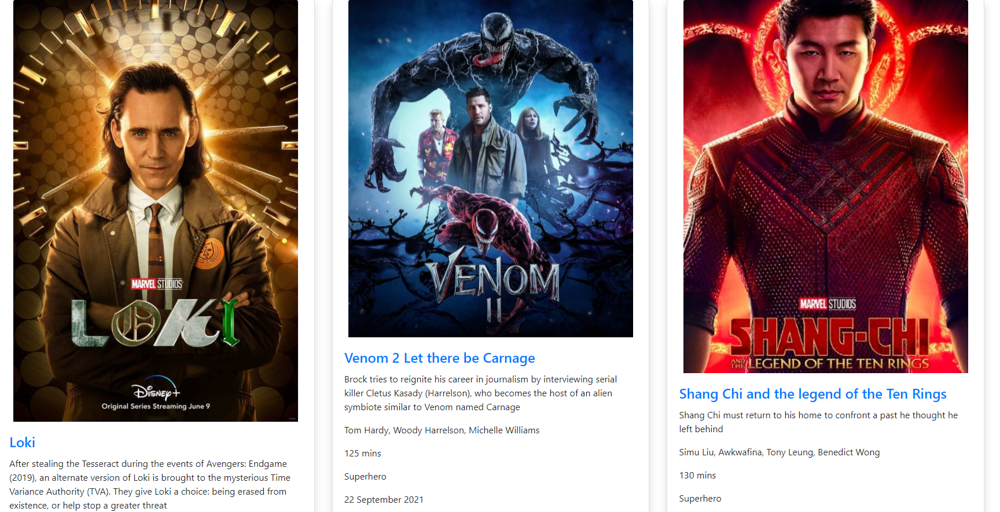 MARVEL STUDIOS
LOKI
Disney+
Original Series Streaming June 9
Loki
After stealing the Tesseract during the events of Avengers: Endgame
(2019), an alternate version of Loki is brought to the mysterious Time
Variance Authority (TVA). They give Loki a choice: being erased from
existence, or help stop a greater threat
VENOM
II
Venom 2 Let there be Carnage
Brock tries to reignite his career in journalism by interviewing serial
killer Cletus Kasady (Harrelson), who becomes the host of an alien
symbiote similar to Venom named Carnage
Tom Hardy, Woody Harrelson, Michelle Williams
125 mins
Superhero
22 September 2021
MARVEL STUDIOS
SHANG-CHI
AND THE LEGEND OF THE TEN RINGS
Shang Chi and the legend of the Ten Rings
Shang Chi must return to his home to confront a past he thought he
left behind
Simu Liu, Awkwafina, Tony Leung, Benedict Wong
130 mins
Superhero